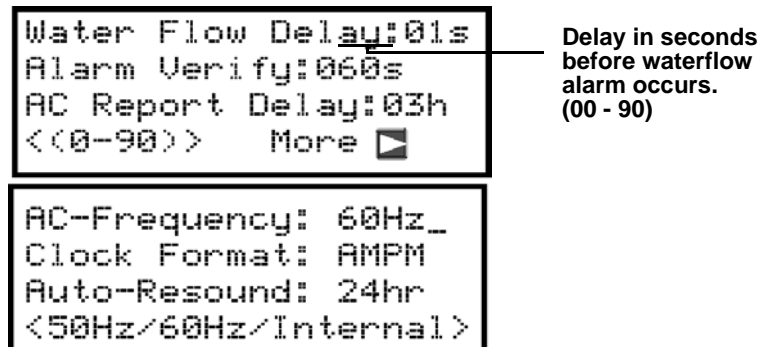 Water Flow Delay:01s
Alarm Verify:060s
AC Report Delay:03h
<<0-90>> More
Delay in seconds
before waterflow
alarm occurs.
(00 - 90)
AC-Frequency: 60Hz_
Clock Format: AMPM
Auto-Resound: 24hr
<50Hz/60Hz/Internal>